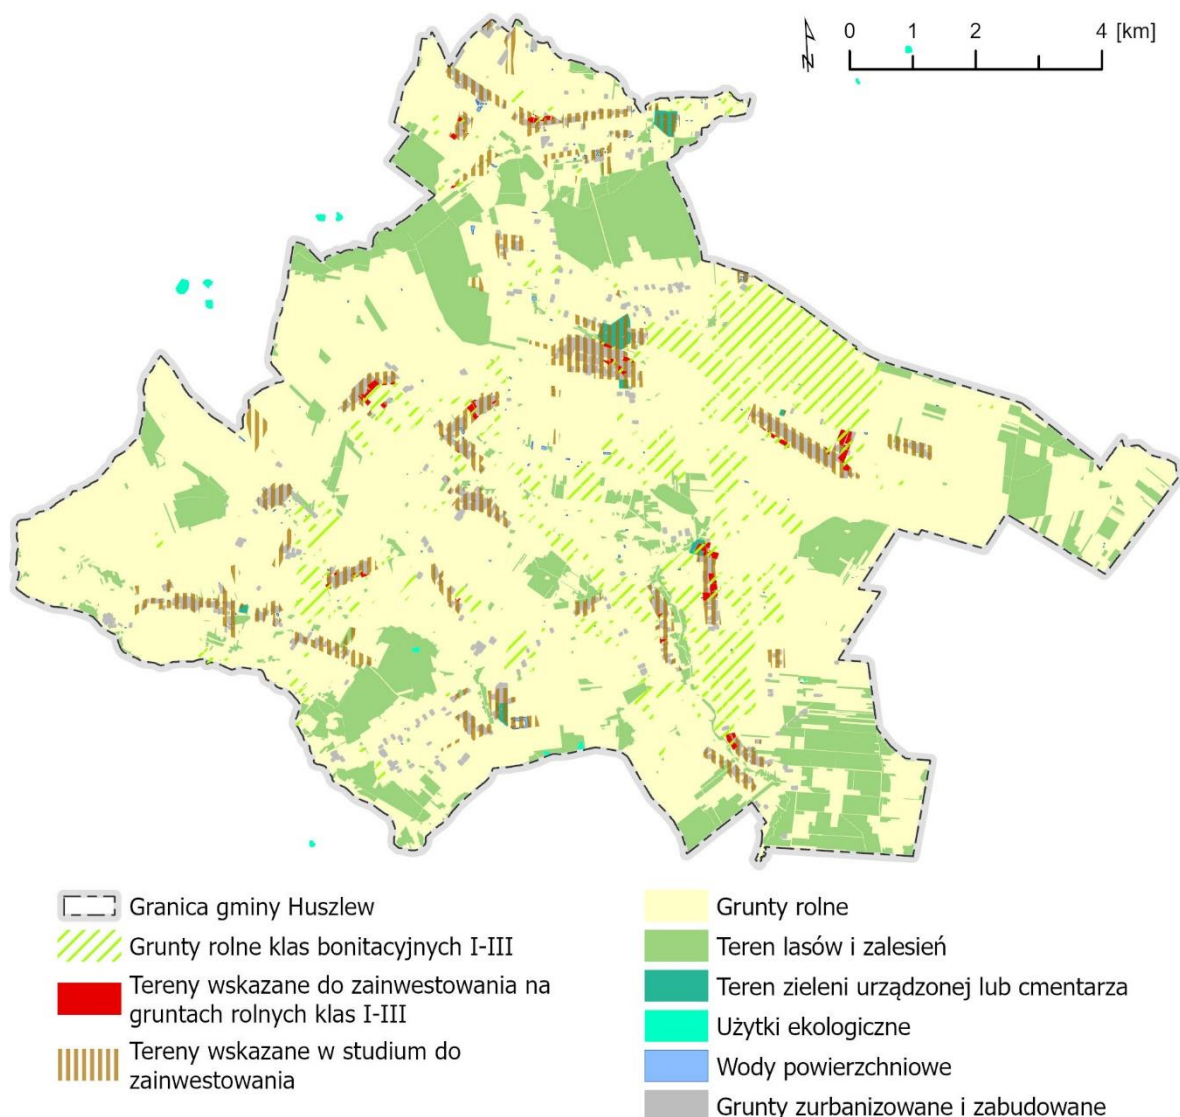 0 1 2 4 [km]
N
Granica gminy Huszlew
Grunty rolne klas bonitacyjnych I-III
Tereny wskazane do zainwestowania na
gruntach rolnych klas I-III
Tereny wskazane w studium do
zainwestowania
Grunty rolne
Teren lasów i zalesień
Teren zieleni urządzonej lub cmentarza
Użytki ekologiczne
Wody powierzchniowe
Grunty zurbanizowane i zabudowane